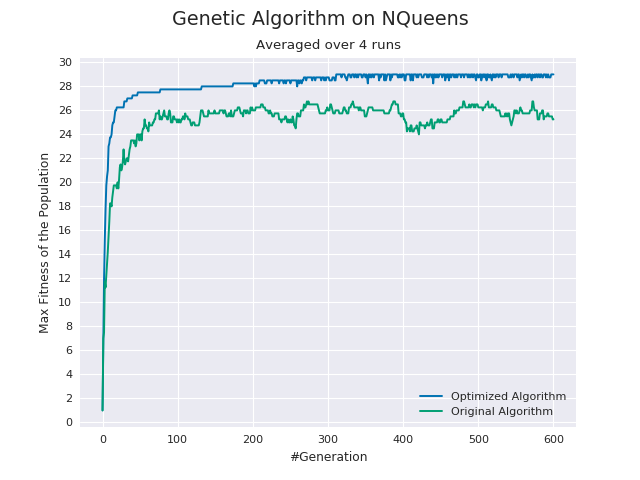 Genetic Algorithm on NQueens
Averaged over 4 runs
30
28
26
24
22
20
18
16
14
12
10
8
6
4
2
0
Max Fitness of the Population
Optimized Algorithm
Original Algorithm
0 100 200 300 400 500 600
#Generation